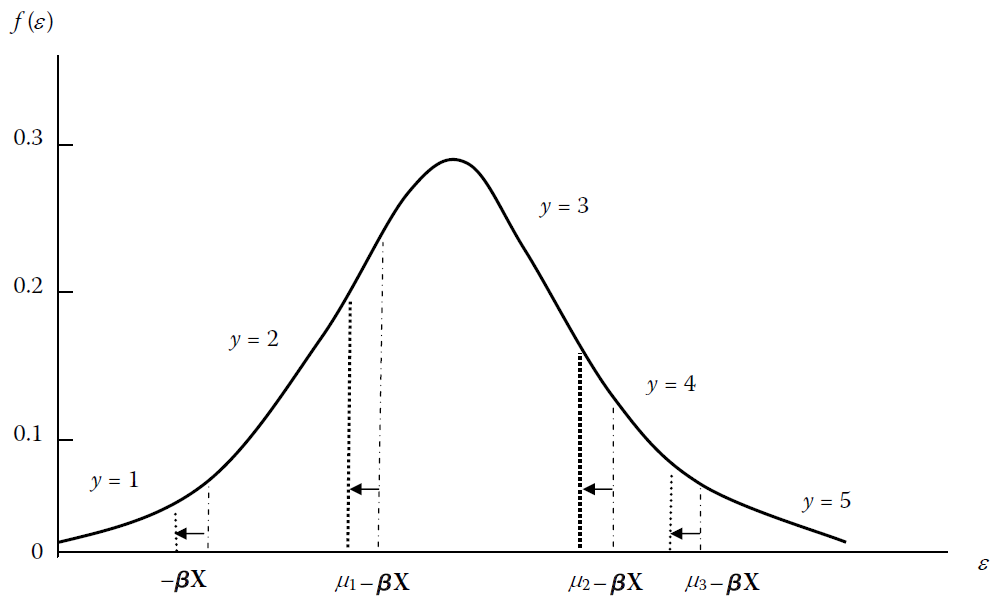 f (ε)
0.3
0.2
0.1
0
y = 1
y = 2
y = 3
y = 4
y = 5
−βX
μ1−βX
μ2−βX
μ3−βX
ε